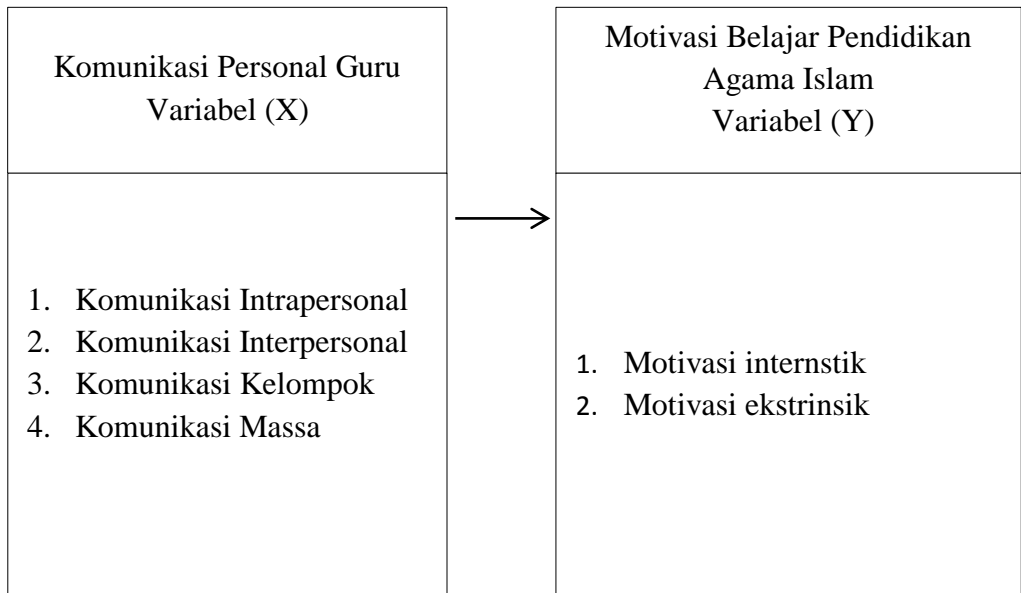 Komunikasi Personal Guru
Variabel (X)
1. Komunikasi Intrapersonal
2. Komunikasi Interpersonal
3. Komunikasi Kelompok
4. Komunikasi Massa
Motivasi Belajar Pendidikan
Agama Islam
Variabel (Y)
1. Motivasi internstik
2. Motivasi ekstrinsik